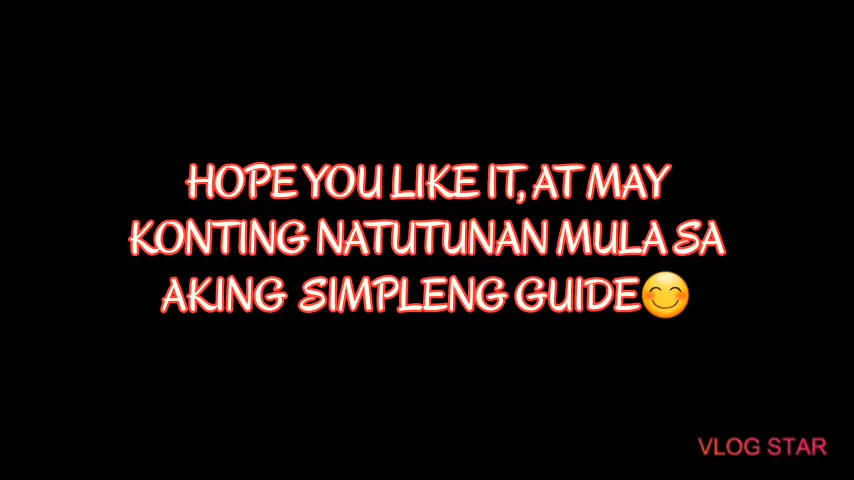 HOPE YOU LIKE IT, AT MAY
KONTING NATUTUNAN MULA SA
AKING SIMPLENG GUIDE😊
VLOG STAR